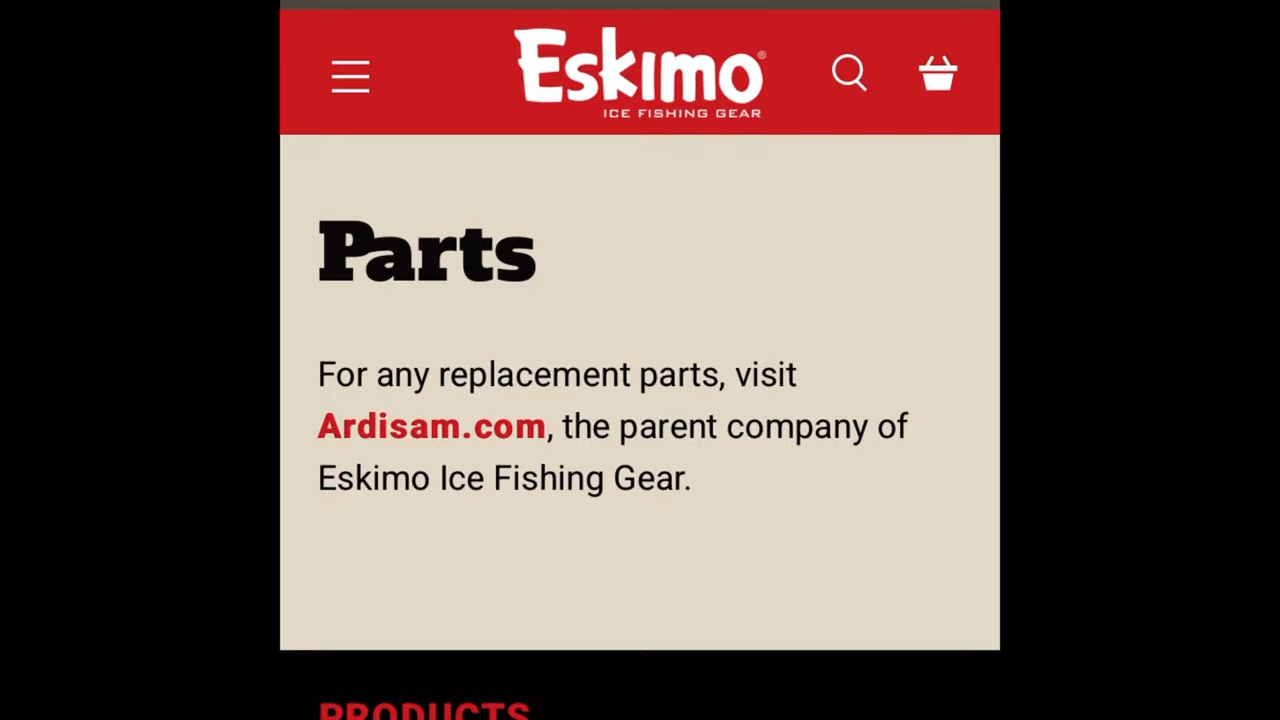 Eskimo®
ICE FISHING GEAR
Parts
For any replacement parts, visit
Ardisam.com, the parent company of
Eskimo Ice Fishing Gear.
PRODUCTS